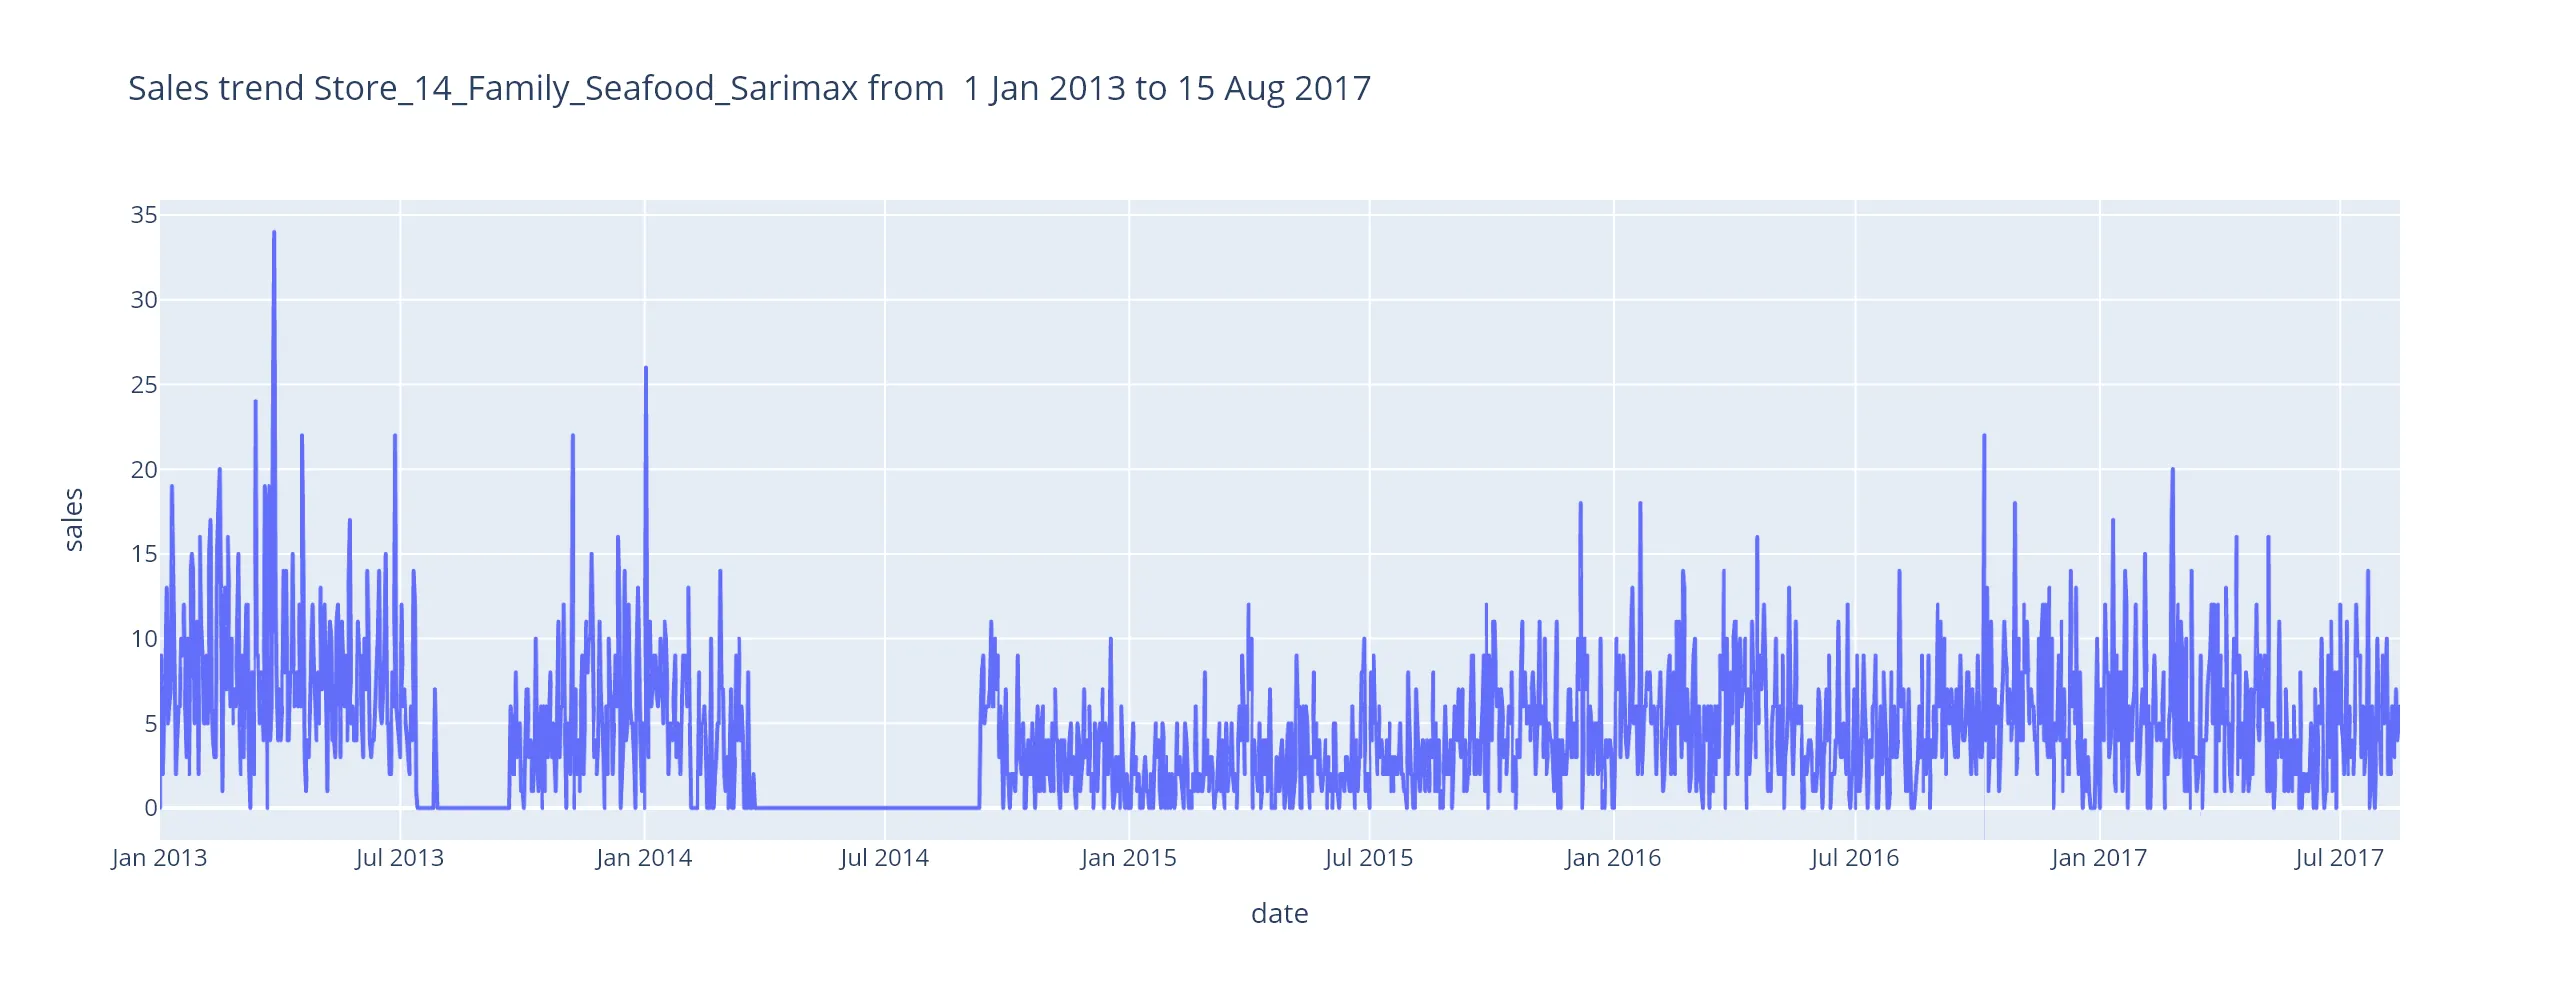 Sales trend Store_14_Family_Seafood_Sarimax from  1 Jan 2013 to 15 Aug 2017
35
30
25
20
15
10
5
0
sales
Jan 2013 Jul 2013 Jan 2014 Jul 2014 Jan 2015 Jul 2015 Jan 2016 Jul 2016 Jan 2017 Jul 2017
date